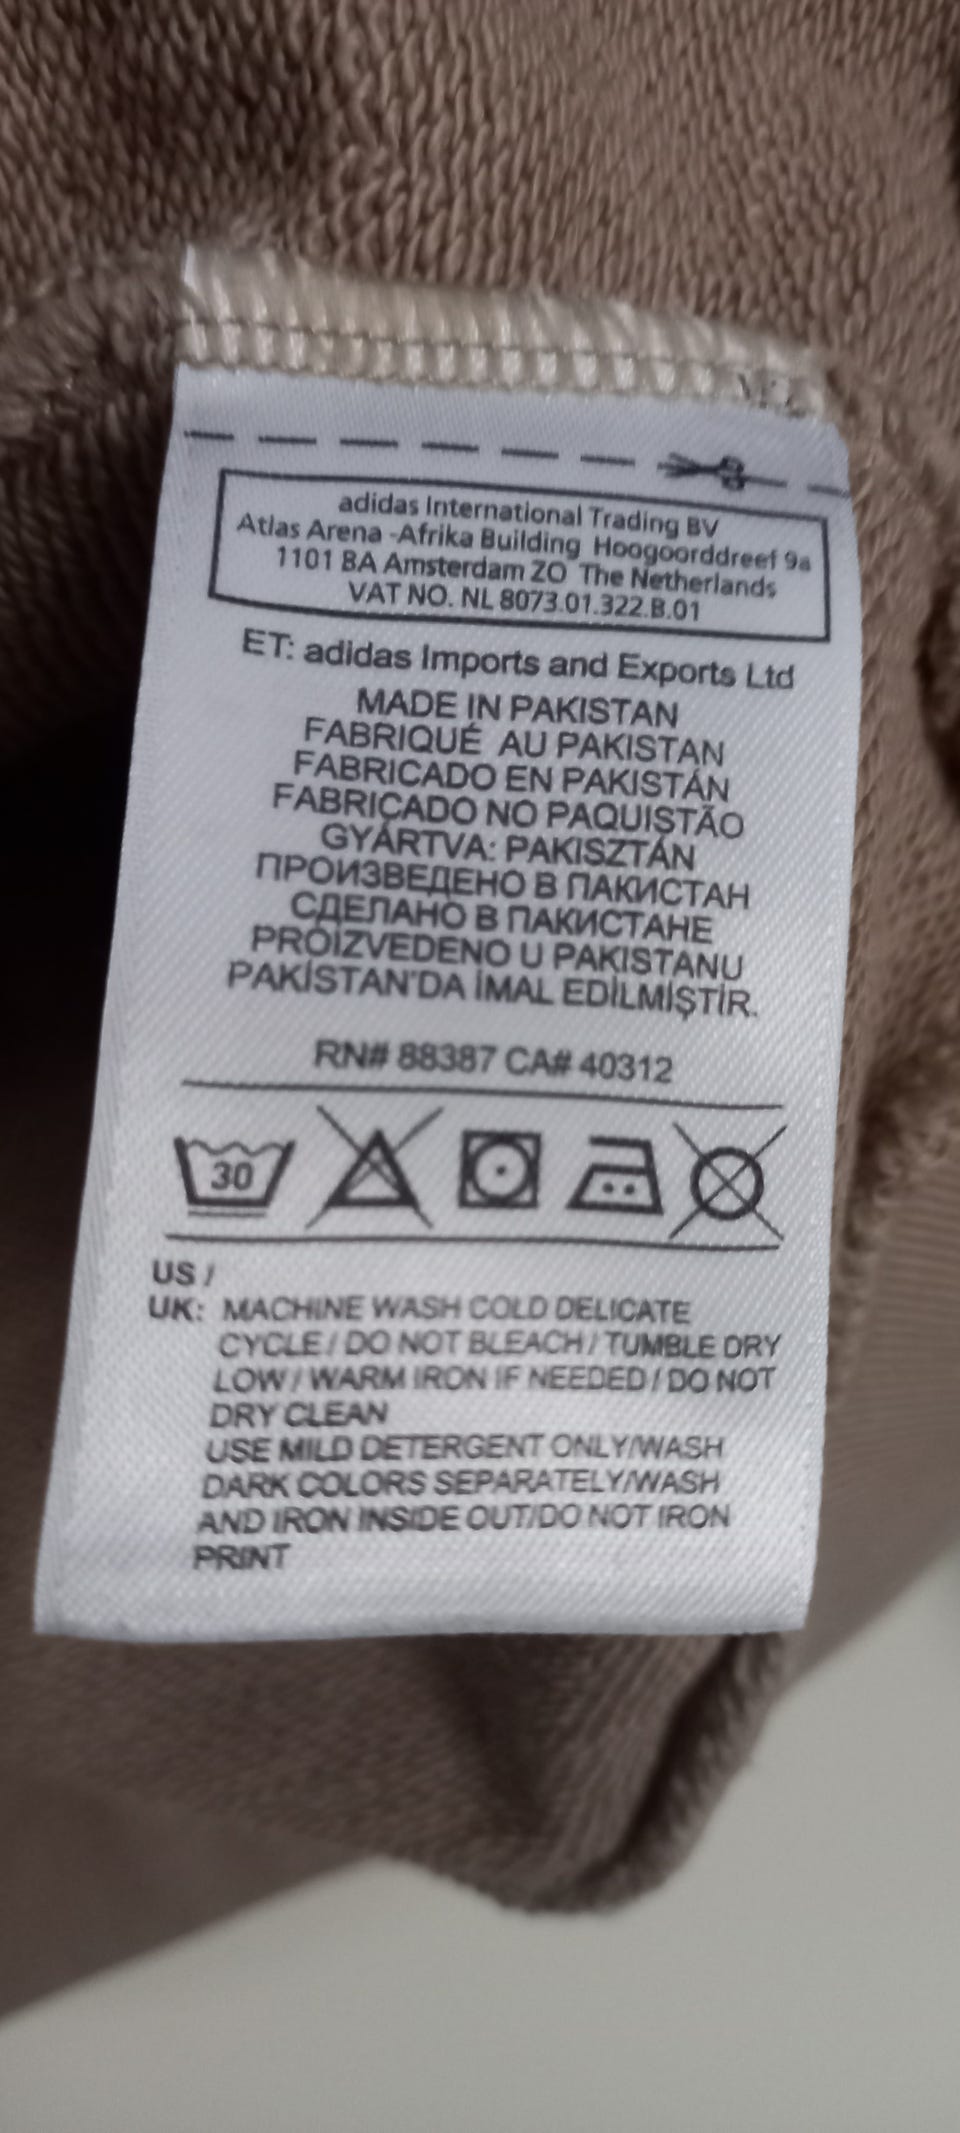 adidas International Trading BV
Atlas Arena -Afrika Building Hoogoorddreef 9a
1101 BA Amsterdam ZO The Netherlands
VAT NO. NL 8073.01.322.B.01
ET: adidas Imports and Exports Ltd
MADE IN PAKISTAN
FABRIQUÉ AU PAKISTAN
FABRICADO EN PAKISTÁN
FABRICADO NO PAQUISTÃO
GYÁRTVA: PAKISZTÁN
ПРОИЗВЕДЕНО В ПАКИСТАН
СДЕЛАНО В ПАКИСТАНЕ
PROIZVEDENO U PAKISTANU
PAKİSTAN'DA İMAL EDİLMİŞTİR.
RN# 88387 CA# 40312
30
US /
UK: MACHINE WASH COLD DELICATE
CYCLE / DO NOT BLEACH / TUMBLE DRY
LOW / WARM IRON IF NEEDED / DO NOT
DRY CLEAN
USE MILD DETERGENT ONLY/WASH
DARK COLORS SEPARATELY/WASH
AND IRON INSIDE OUT/DO NOT IRON
PRINT